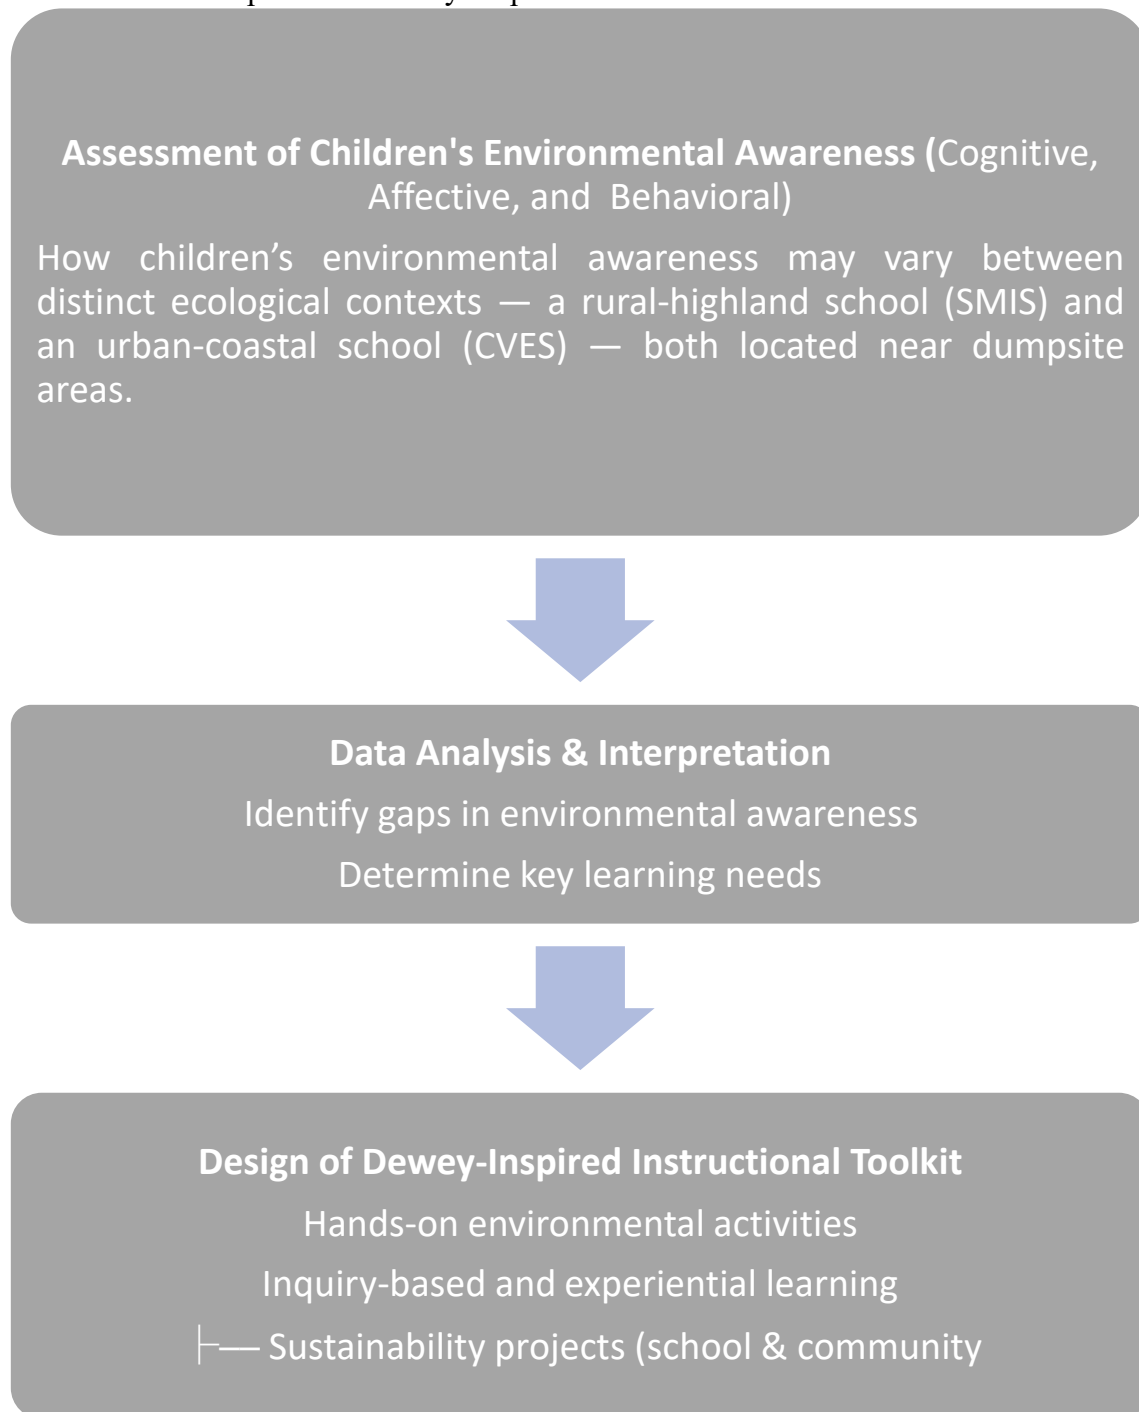 Assessment of Children's Environmental Awareness (Cognitive,
Affective, and Behavioral)
How children’s environmental awareness may vary between
distinct ecological contexts — a rural-highland school (SMIS) and
an urban-coastal school (CVES) — both located near dumpsite
areas.
Data Analysis & Interpretation
Identify gaps in environmental awareness
Determine key learning needs
Design of Dewey-Inspired Instructional Toolkit
Hands-on environmental activities
Inquiry-based and experiential learning
├── Sustainability projects (school & community